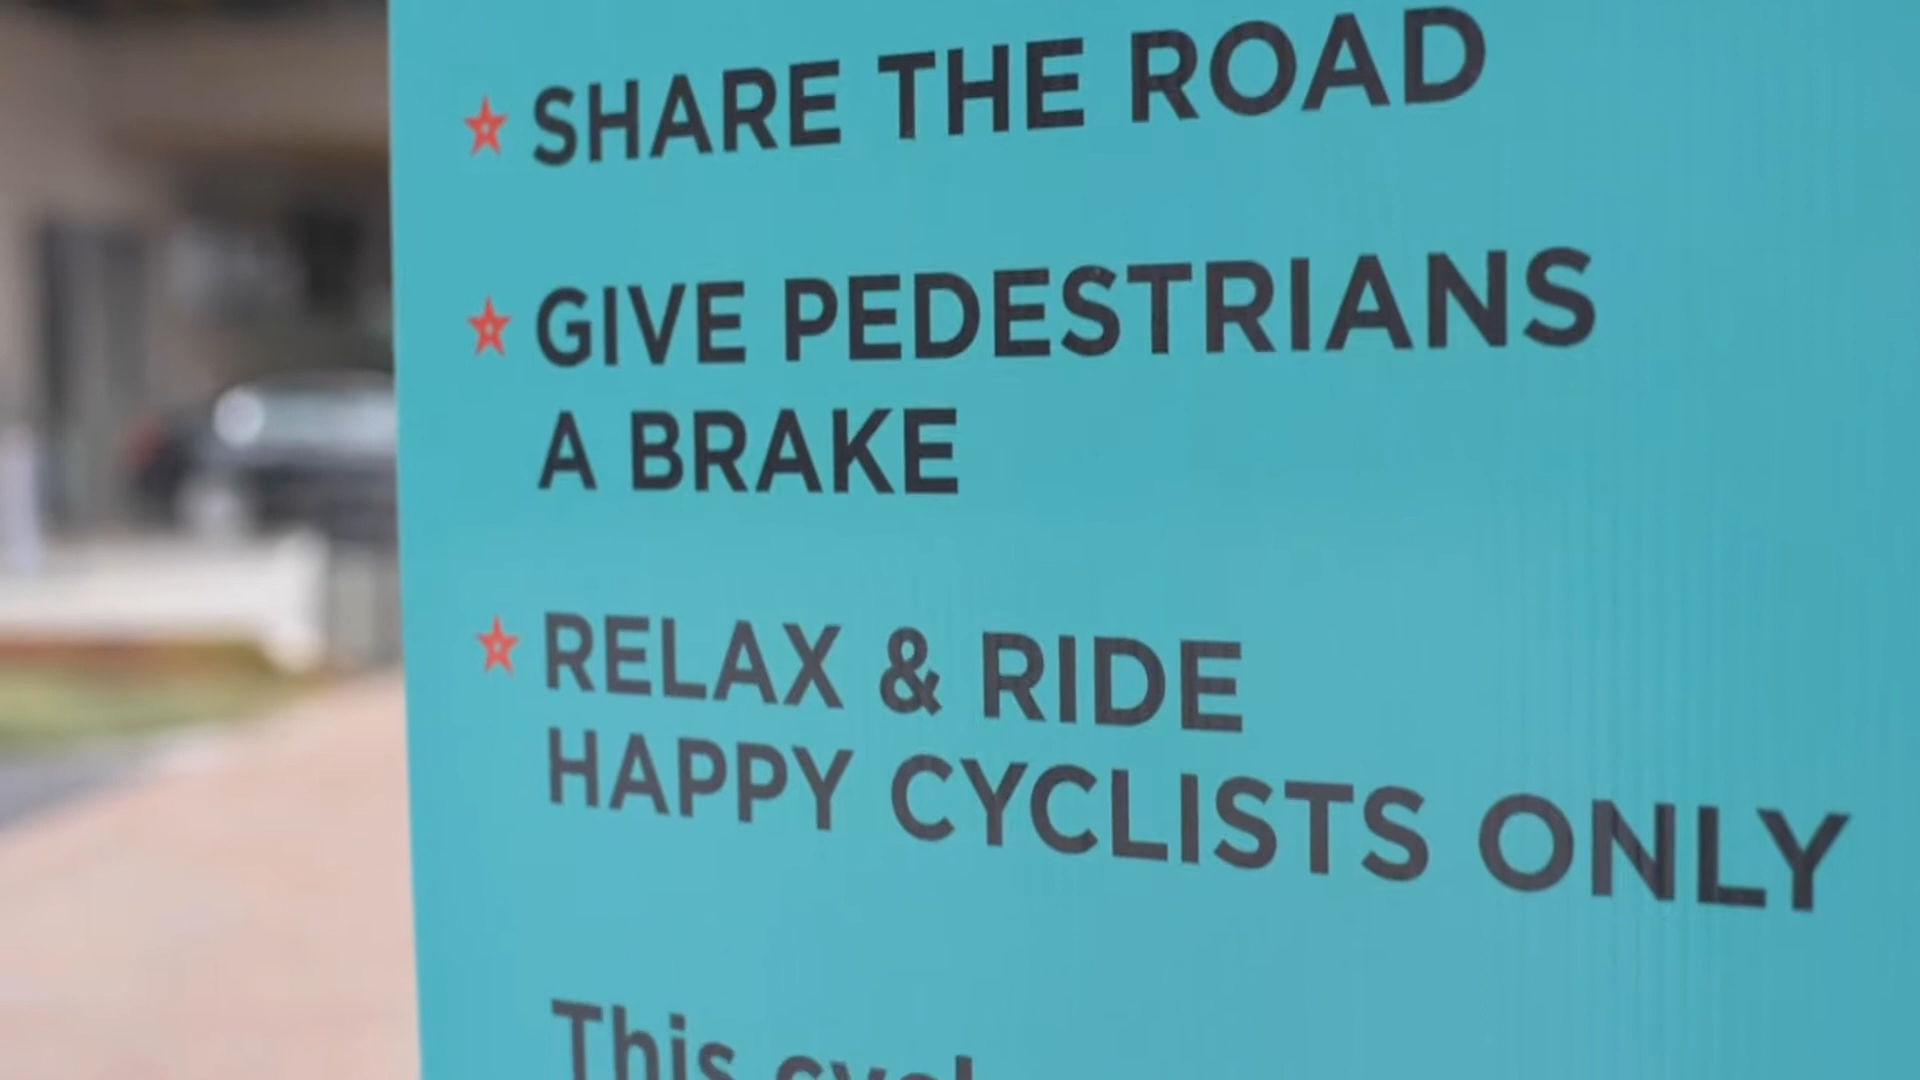 SHARE THE ROAD
GIVE PEDESTRIANS
A BRAKE
RELAX & RIDE
HAPPY CYCLISTS ONLY
This